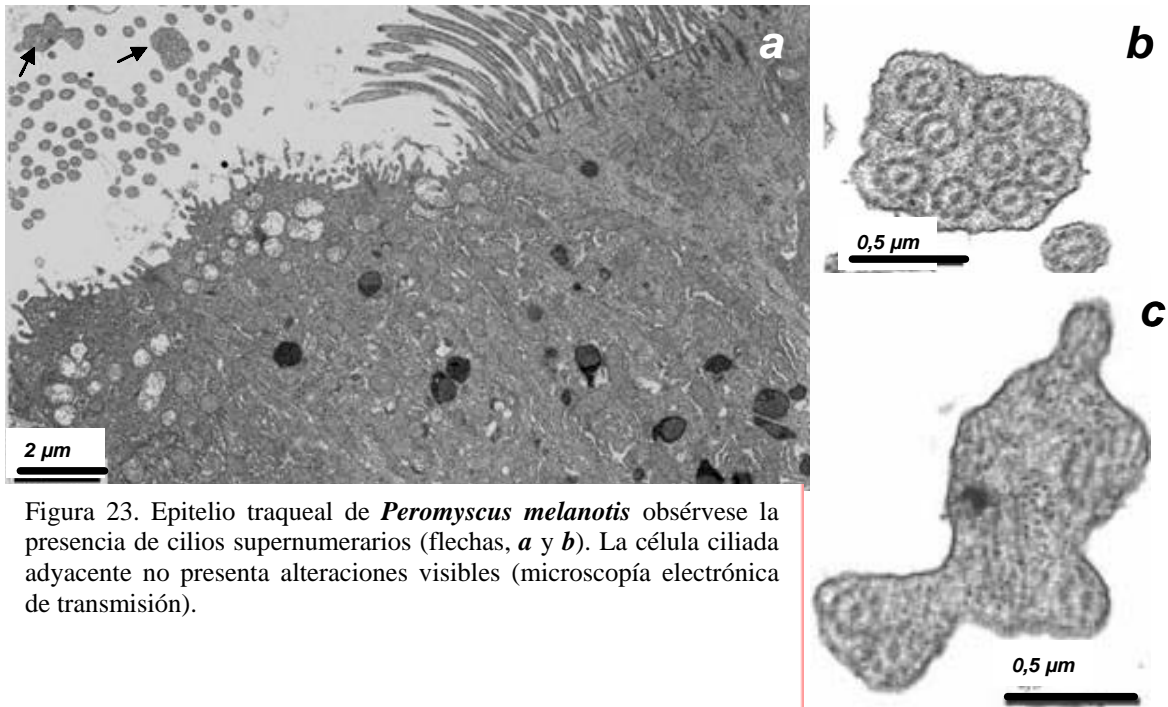 a
2 µm
b
0,5 µm
c
0,5 µm
Figura 23. Epitelio traqueal de Peromyscus melanotis obsérvese la
presencia de cilios supernumerarios (flechas, a y b). La célula ciliada
adyacente no presenta alteraciones visibles (microscopía electrónica
de transmisión).